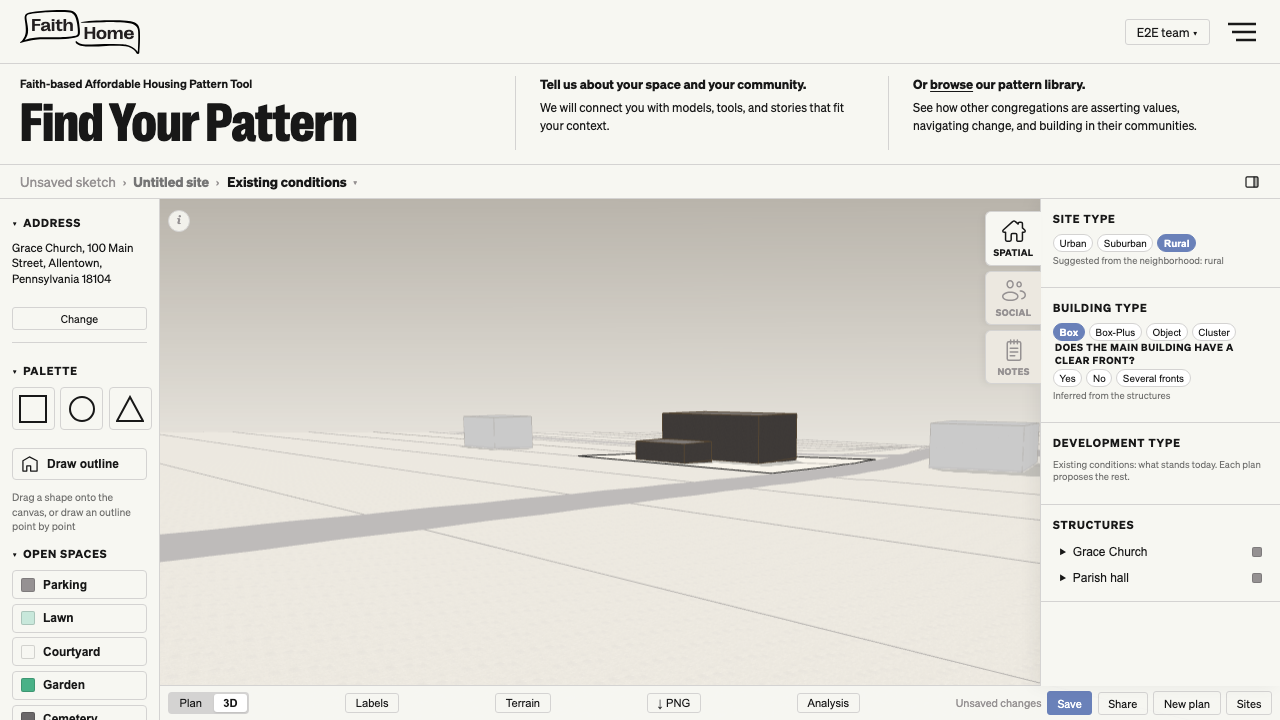 Faith
Home
E2E team ▾
Faith-based Affordable Housing Pattern Tool
Find Your Pattern
Tell us about your space and your community.
We will connect you with models, tools, and stories that fit
your context.
Or browse our pattern library.
See how other congregations are asserting values,
navigating change, and building in their communities.
Unsaved sketch › Untitled site › Existing conditions ▾
▾ ADDRESS
Grace Church, 100 Main
Street, Allentown,
Pennsylvania 18104
Change
▾ PALETTE
Draw outline
Drag a shape onto the
canvas, or draw an outline
point by point
▾ OPEN SPACES
Parking
Lawn
Courtyard
Garden
Cemetery
i
SPATIAL
SOCIAL
NOTES
SITE TYPE
Urban Suburban Rural
Suggested from the neighborhood: rural
BUILDING TYPE
Box Box-Plus Object Cluster
DOES THE MAIN BUILDING HAVE A
CLEAR FRONT?
Yes No Several fronts
Inferred from the structures
DEVELOPMENT TYPE
Existing conditions: what stands today. Each plan
proposes the rest.
STRUCTURES
▶ Grace Church
▶ Parish hall
Plan 3D Labels Terrain ↓ PNG Analysis Unsaved changes Save Share New plan Sites